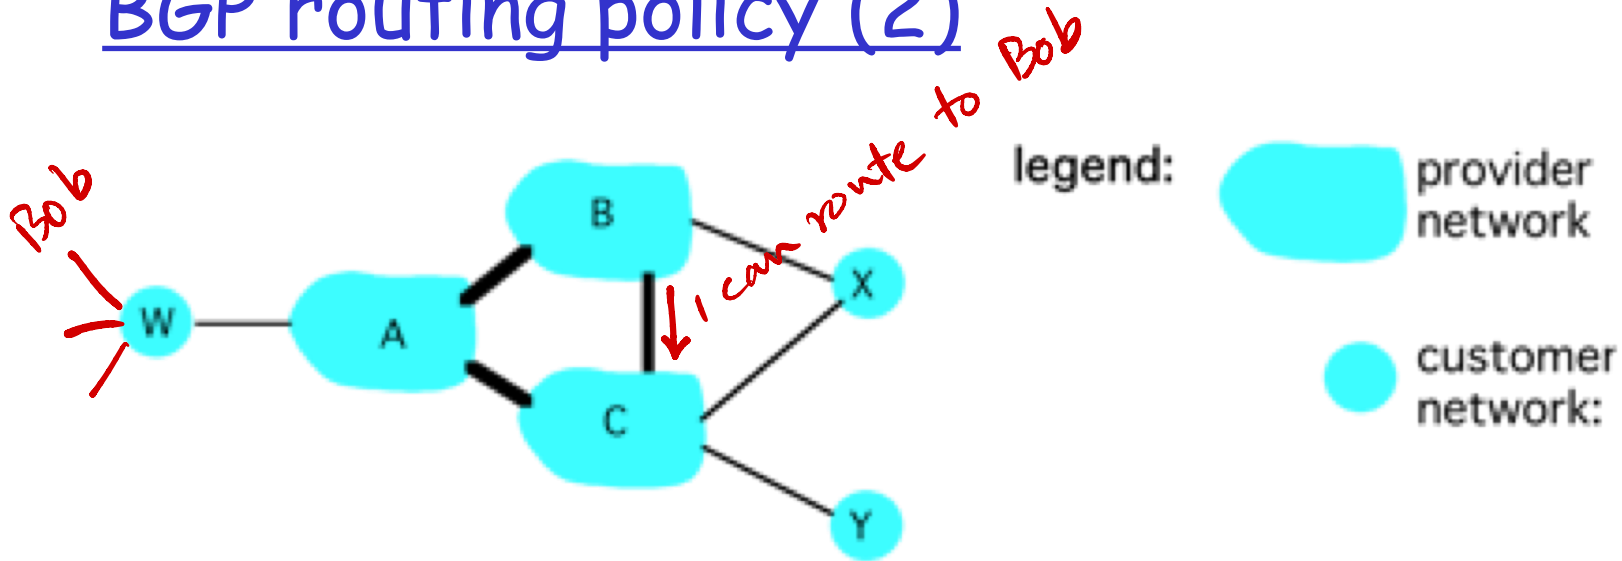 BGP routing policy (2)
Bob
I can route to Bob
B
legend:
provider
network
X
W
A
customer
network:
C
Y